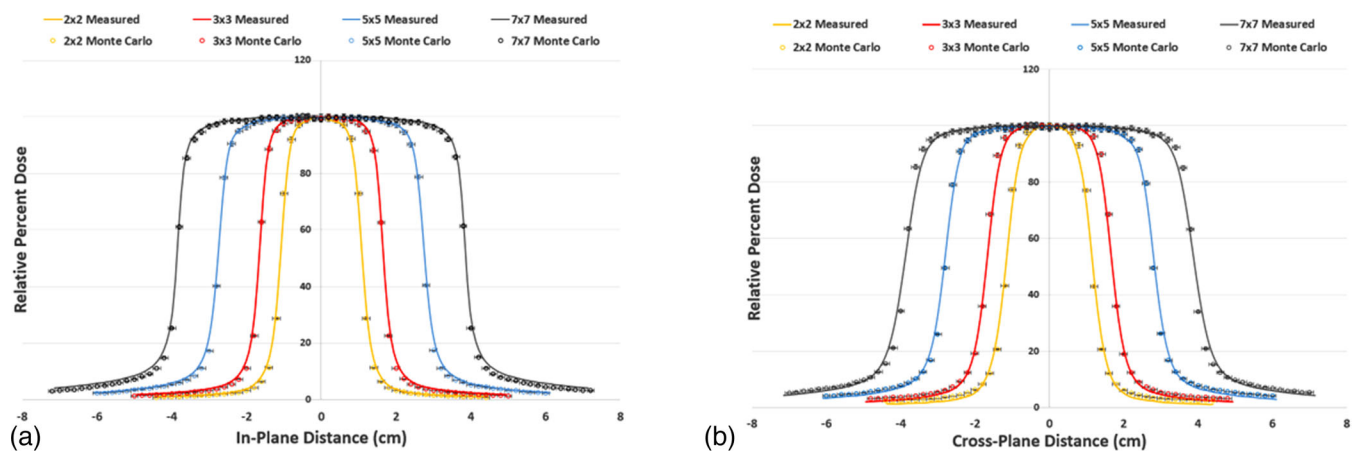 2x2 Measured 3x3 Measured 5x5 Measured 7x7 Measured
2x2 Monte Carlo 3x3 Monte Carlo 5x5 Monte Carlo 7x7 Monte Carlo
120
100
80
60
40
20
0
Relative Percent Dose
-8 -6 -4 -2 0 2 4 6 8
In-Plane Distance (cm)
(a)
2x2 Measured 3x3 Measured 5x5 Measured 7x7 Measured
2x2 Monte Carlo 3x3 Monte Carlo 5x5 Monte Carlo 7x7 Monte Carlo
120
100
80
60
40
20
0
Relative Percent Dose
-8 -6 -4 -2 0 2 4 6 8
Cross-Plane Distance (cm)
(b)